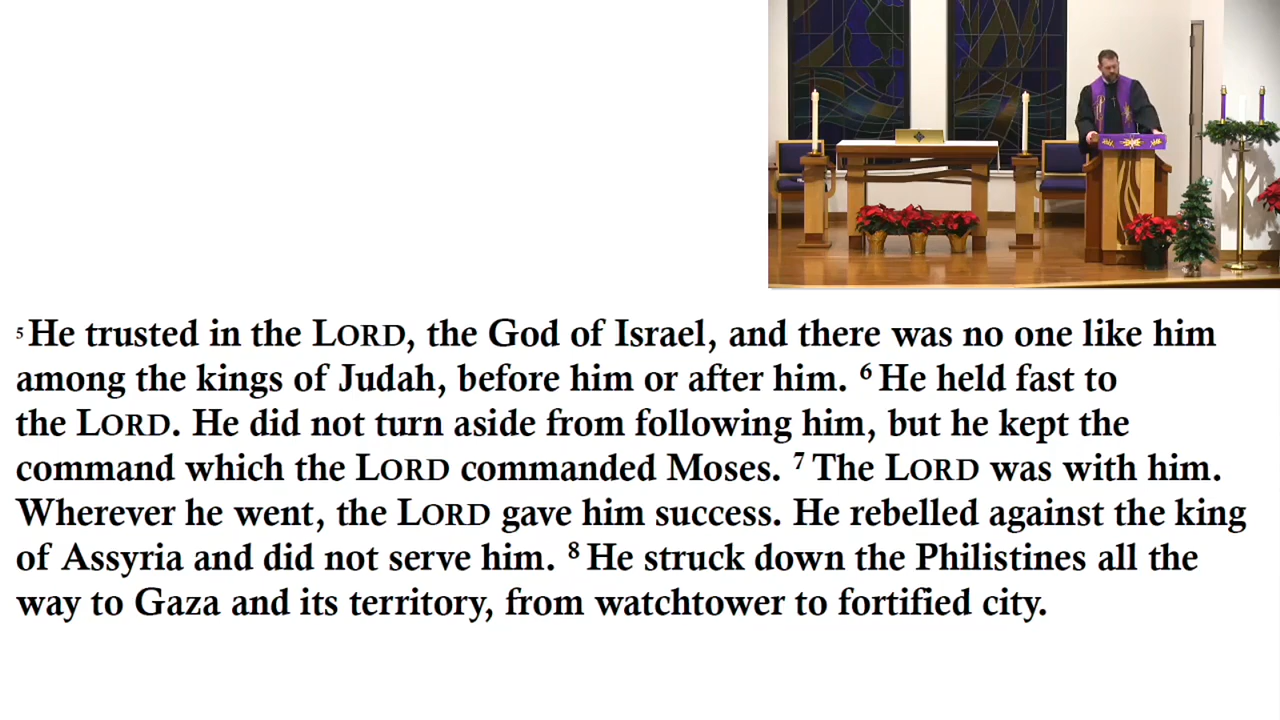 5 He trusted in the LORD, the God of Israel, and there was no one like him
among the kings of Judah, before him or after him. 6 He held fast to
the LORD. He did not turn aside from following him, but he kept the
command which the LORD commanded Moses. 7 The LORD was with him.
Wherever he went, the LORD gave him success. He rebelled against the king
of Assyria and did not serve him. 8 He struck down the Philistines all the
way to Gaza and its territory, from watchtower to fortified city.